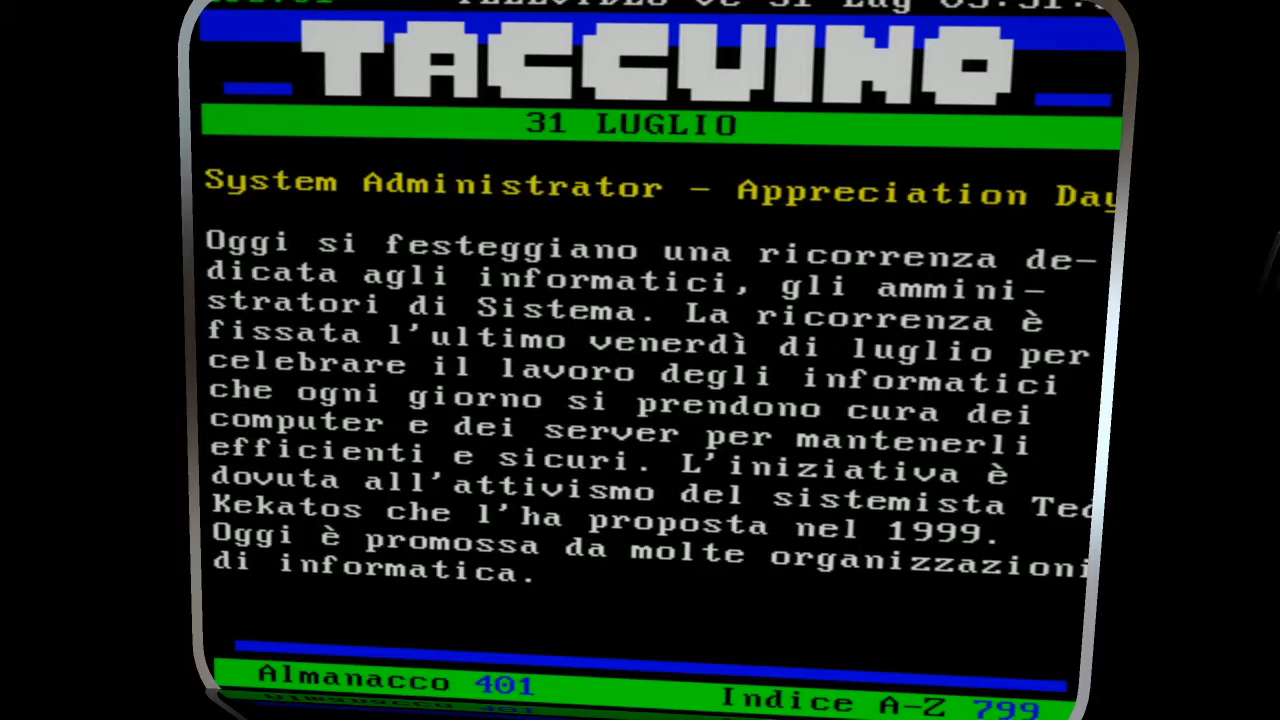 TACCUINO
31 LUGLIO
System Administrator - Appreciation Day
Oggi si festeggiano una ricorrenza de-
dicata agli informatici, gli ammini-
stratori di Sistema. La ricorrenza è
fissata l'ultimo venerdì di luglio per
celebrare il lavoro degli informatici
che ogni giorno si prendono cura dei
computer e dei server per mantenerli
efficienti e sicuri. L'iniziativa è
dovuta all'attivismo del sistemista Ted
Kekatos che l'ha proposta nel 1999.
Oggi è promossa da molte organizzazioni
di informatica.
Almanacco 401 Indice A-Z 799